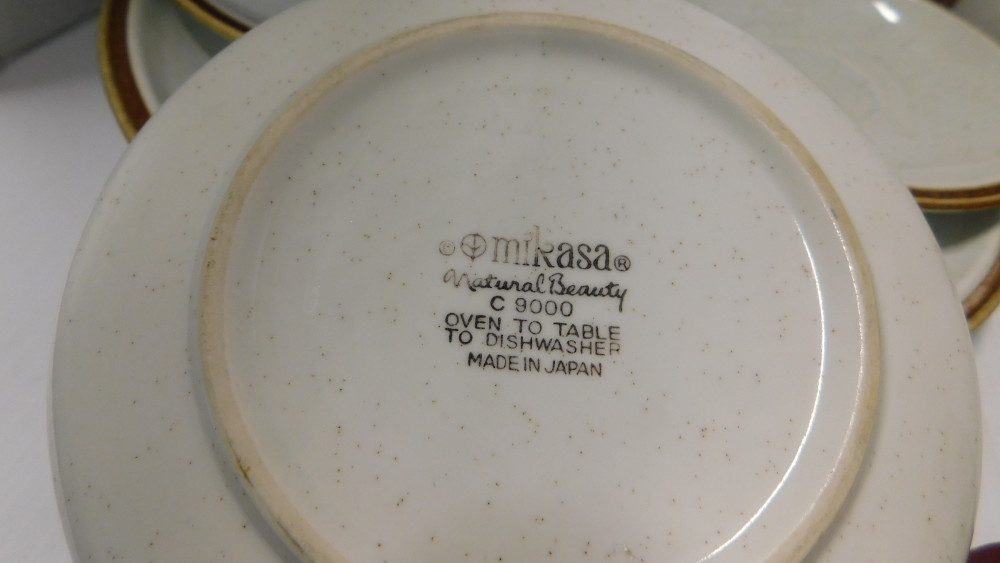 © mikasa®
Natural Beauty
C 9000
OVEN TO TABLE
TO DISHWASHER
MADE IN JAPAN